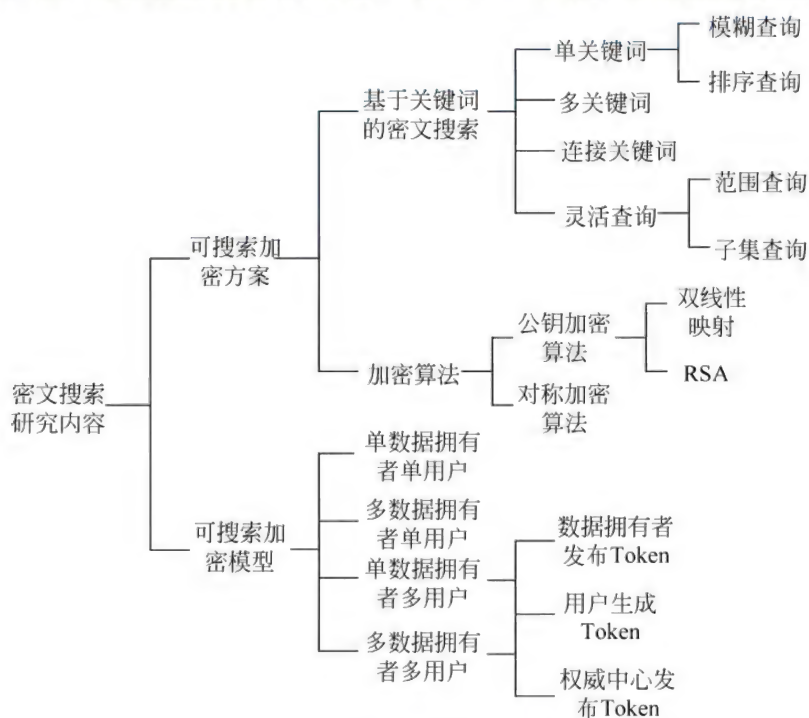 密文搜索
研究内容
可搜索加
密方案
基于关键词
的密文搜索
单关键词
模糊查询
排序查询
多关键词
连接关键词
灵活查询
范围查询
子集查询
加密算法
公钥加密
算法
双线性
映射
RSA
对称加密
算法
可搜索加
密模型
单数据拥有
者单用户
多数据拥有
者单用户
单数据拥有
者多用户
多数据拥有
者多用户
数据拥有者
发布Token
用户生成
Token
权威中心发
布Token